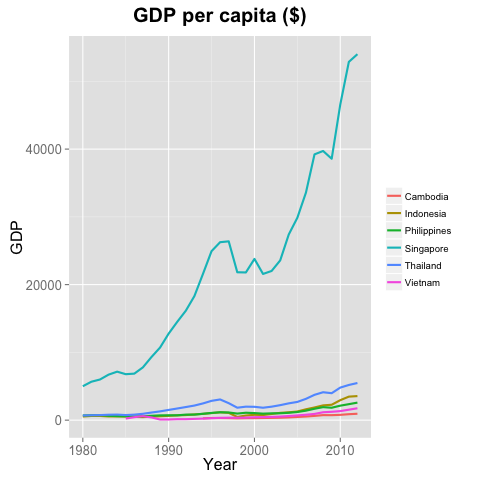 GDP per capita ($)
GDP
40000
20000
0
1980
1990
2000
2010
Year
Cambodia
Indonesia
Philippines
Singapore
Thailand
Vietnam